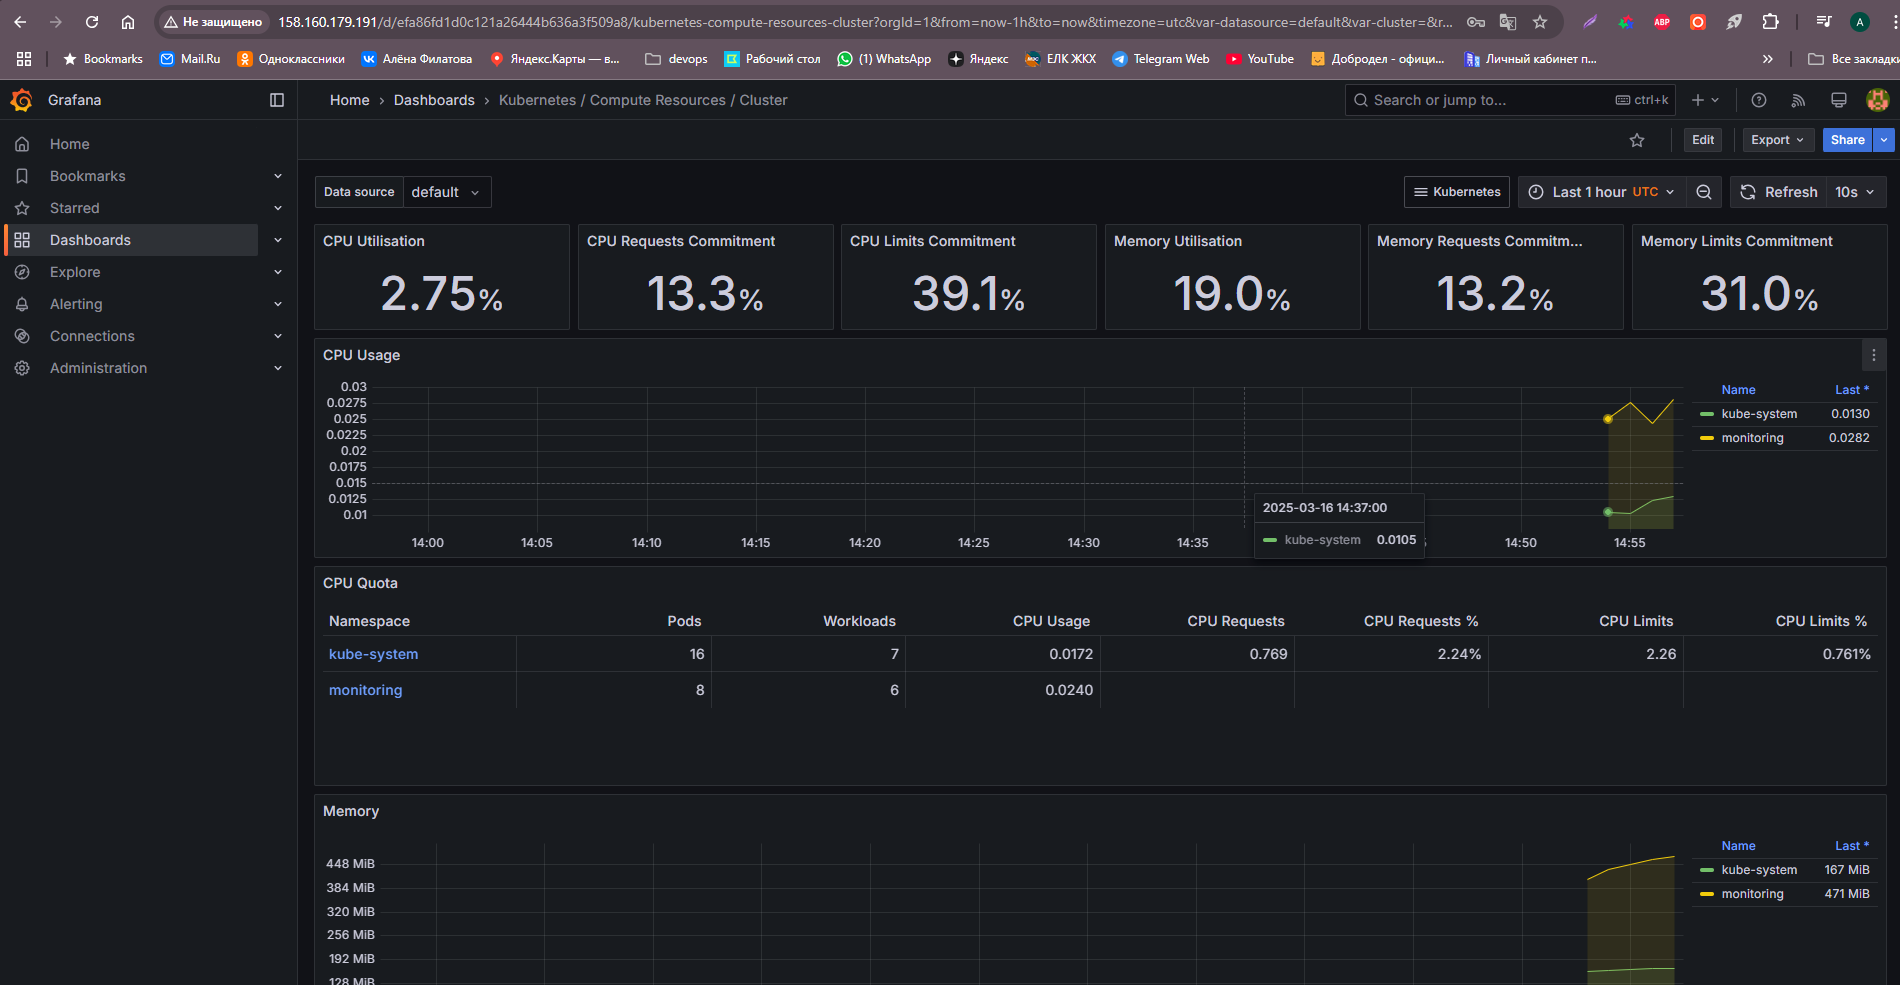 Не защищено
158.160.179.191/d/efa86fd1d0c121a26444b636a3f509a8/kubernetes-compute-resources-cluster?orgId=1&from=now-1h&to=now&timezone=utc&var-datasource=default&var-cluster=&r...
ABP
A
Bookmarks
Mail.Ru
Одноклассники
Алёна Филатова
Яндекс.Карты — в...
devops
Рабочий стол
(1) WhatsApp
Яндекс
ЕЛК ЖКХ
Telegram Web
YouTube
Добродел - офици...
Личный кабинет п...
»
Все закладки
Grafana
Home › Dashboards › Kubernetes / Compute Resources / Cluster
Search or jump to...
ctrl+k
Home
Bookmarks
Starred
Dashboards
Explore
Alerting
Connections
Administration
Edit
Export
Share
Data source
default
Kubernetes
Last 1 hour UTC
Refresh
10s
CPU Utilisation
2.75%
CPU Requests Commitment
13.3%
CPU Limits Commitment
39.1%
Memory Utilisation
19.0%
Memory Requests Commitm...
13.2%
Memory Limits Commitment
31.0%
CPU Usage
0.03
0.0275
0.025
0.0225
0.02
0.0175
0.015
0.0125
0.01
14:00 14:05 14:10 14:15 14:20 14:25 14:30 14:35 14:50 14:55
2025-03-16 14:37:00
kube-system 0.0105
Name Last *
kube-system 0.0130
monitoring 0.0282
CPU Quota
Namespace Pods Workloads CPU Usage CPU Requests CPU Requests % CPU Limits CPU Limits %
kube-system 16 7 0.0172 0.769 2.24% 2.26 0.761%
monitoring 8 6 0.0240
Memory
448 MiB
384 MiB
320 MiB
256 MiB
192 MiB
128 MiB
Name Last *
kube-system 167 MiB
monitoring 471 MiB